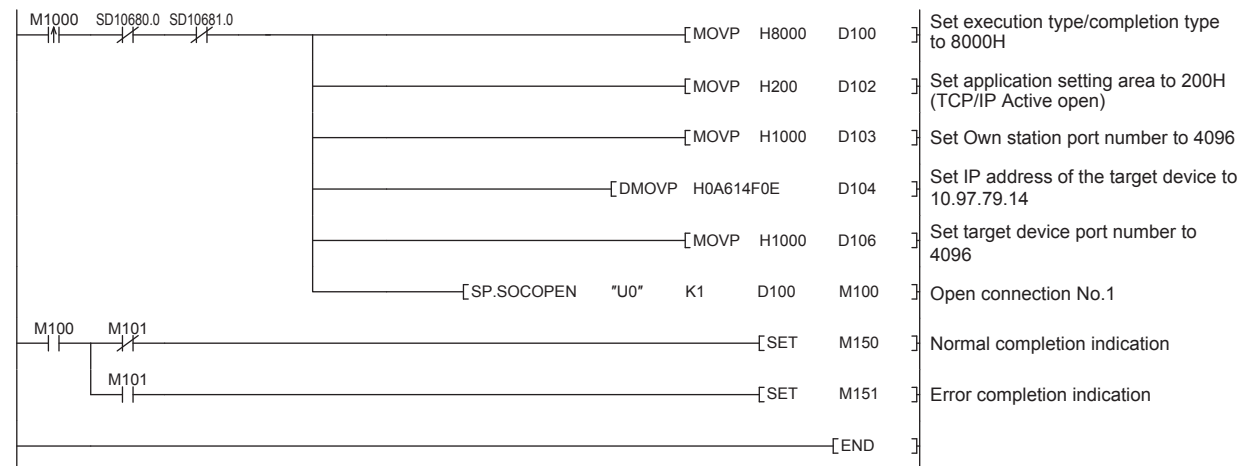 M1000 SD10680.0 SD10681.0
MOVP H8000 D100
Set execution type/completion type
to 8000H
MOVP H200 D102
Set application setting area to 200H
(TCP/IP Active open)
MOVP H1000 D103
Set Own station port number to 4096
DMOVP H0A614F0E D104
Set IP address of the target device to
10.97.79.14
MOVP H1000 D106
Set target device port number to
4096
SP.SOCOPEN "U0" K1 D100 M100
Open connection No.1
M100 M101
SET M150
Normal completion indication
M101
SET M151
Error completion indication
END